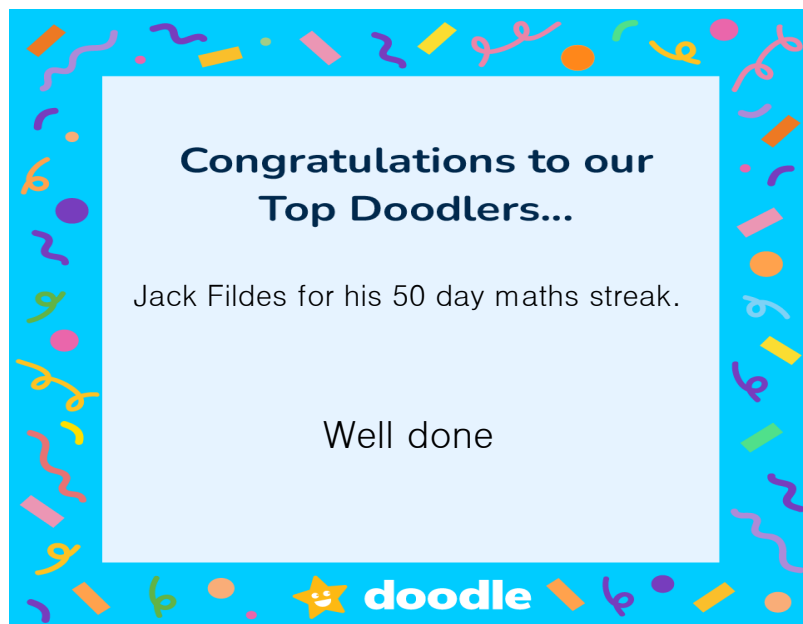 Congratulations to our
Top Doodlers...
Jack Fildes for his 50 day maths streak.
Well done
doodle